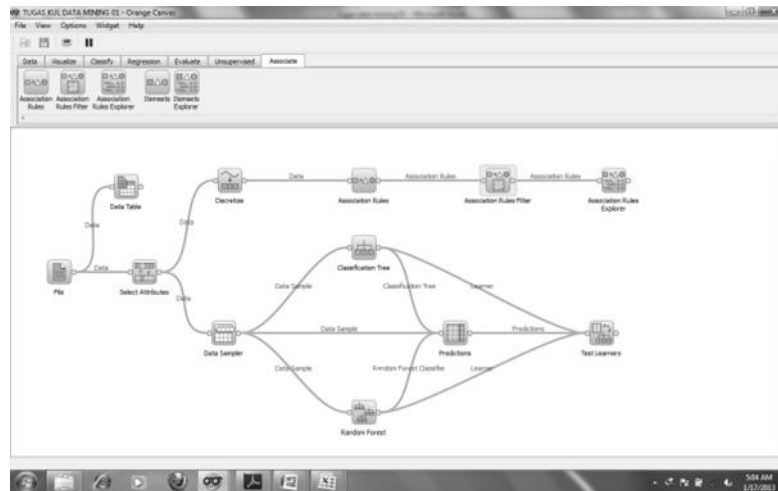 TUGAS KUL DATA MINING 01 - Orange Canvas
File View Options Widget Help
Data Visualize Classify Regression Evaluate Unsupervised Associate
Association Rules
Association Rules Filter
Association Rules Explorer
Itemsets
Itemsets Explorer
Data Table
Data
Discretize
Data
Association Rules
Association Rules
Association Rules Filter
Association Rules
Association Rules Explorer
File
Data
Select Attributes
Data
Data
Data Sampler
Data Sample
Classification Tree
Classification Tree
Learner
Data Sample
Predictions
Predictions
Test Learners
Data Sample
Random Forest Classifier
Learner
Random Forest
5:04 AM
1/17/2013